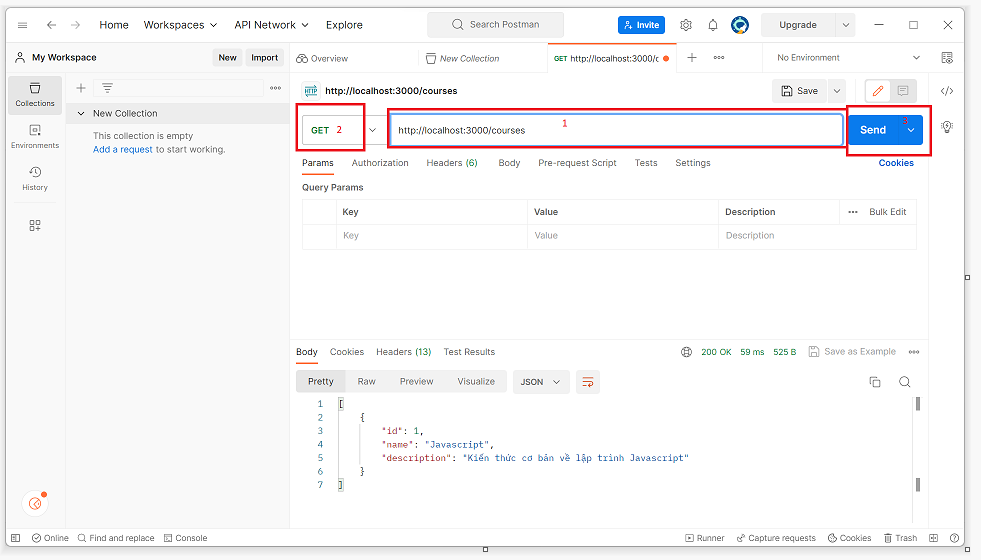 Home Workspaces API Network Explore Search Postman Invite Upgrade
My Workspace New Import Overview New Collection GET http://localhost:3000/c No Environment
Collections
Environments
History
New Collection
This collection is empty
Add a request to start working.
HTTP http://localhost:3000/courses Save
GET 2 http://localhost:3000/courses 1 Send
Params Authorization Headers (6) Body Pre-request Script Tests Settings Cookies
Query Params
Key Value Description Bulk Edit
Key Value Description
Body Cookies Headers (13) Test Results 200 OK 59 ms 525 B Save as Example
Pretty Raw Preview Visualize JSON
1 [
2 {
3 "id": 1,
4 "name": "Javascript",
5 "description": "Kiến thức cơ bản về lập trình Javascript"
6 }
7 ]
Online Find and replace Console Runner Capture requests Cookies Trash